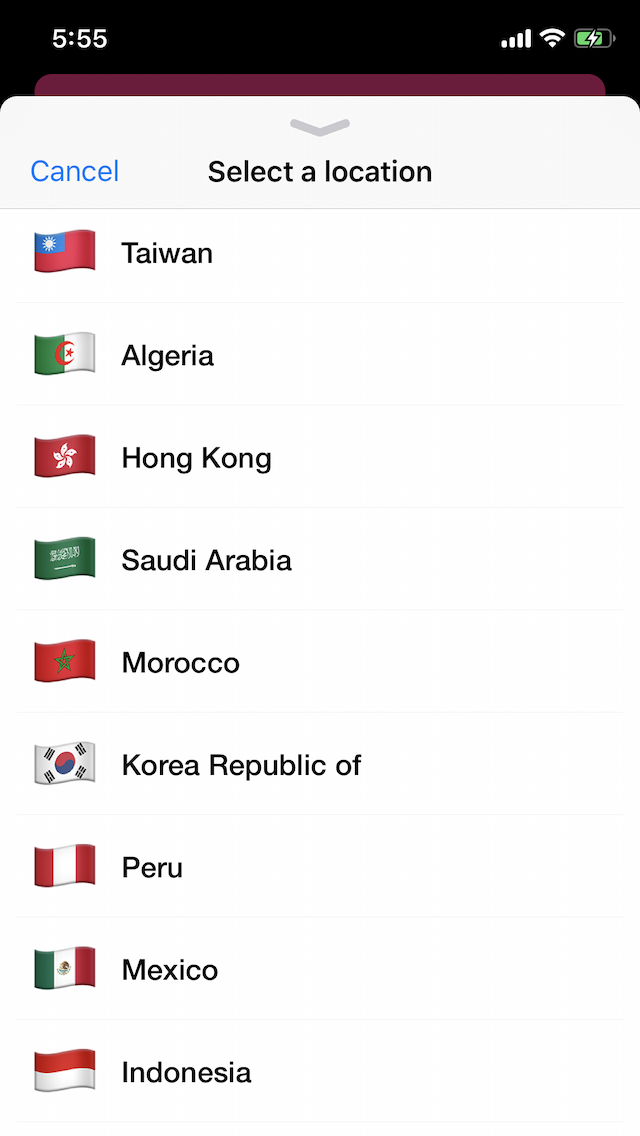 5:55
Cancel
Select a location
Taiwan
Algeria
Hong Kong
Saudi Arabia
Morocco
Korea Republic of
Peru
Mexico
Indonesia